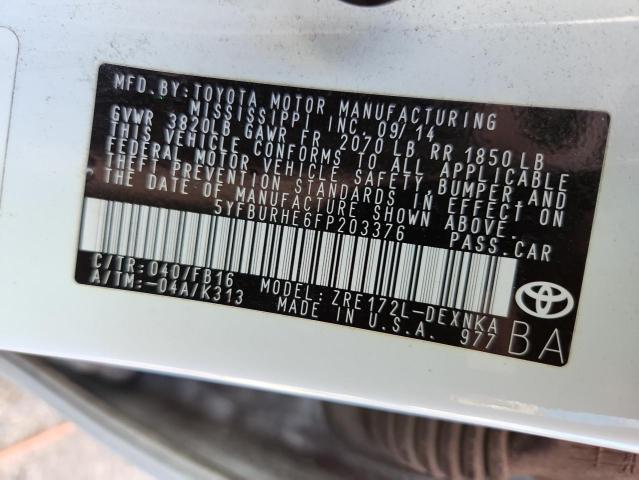 MFD.BY:TOYOTA MOTOR MANUFACTURING
MISSISSIPPI INC. 09/14
GVWR 3820LB GAWR FR 2070 LB RR 1850 LB
THIS VEHICLE CONFORMS TO ALL APPLICABLE
FEDERAL MOTOR VEHICLE SAFETY, BUMPER AND
THEFT PREVENTION STANDARDS IN EFFECT ON
THE DATE OF MANUFACTURE SHOWN ABOVE.
5YFBURHE6FP203376 PASS.CAR
C/TR:040/FB16 MODEL: ZRE172L-DEXNKA
A/TM:-04A/K313 MADE IN U.S.A. 977
BA